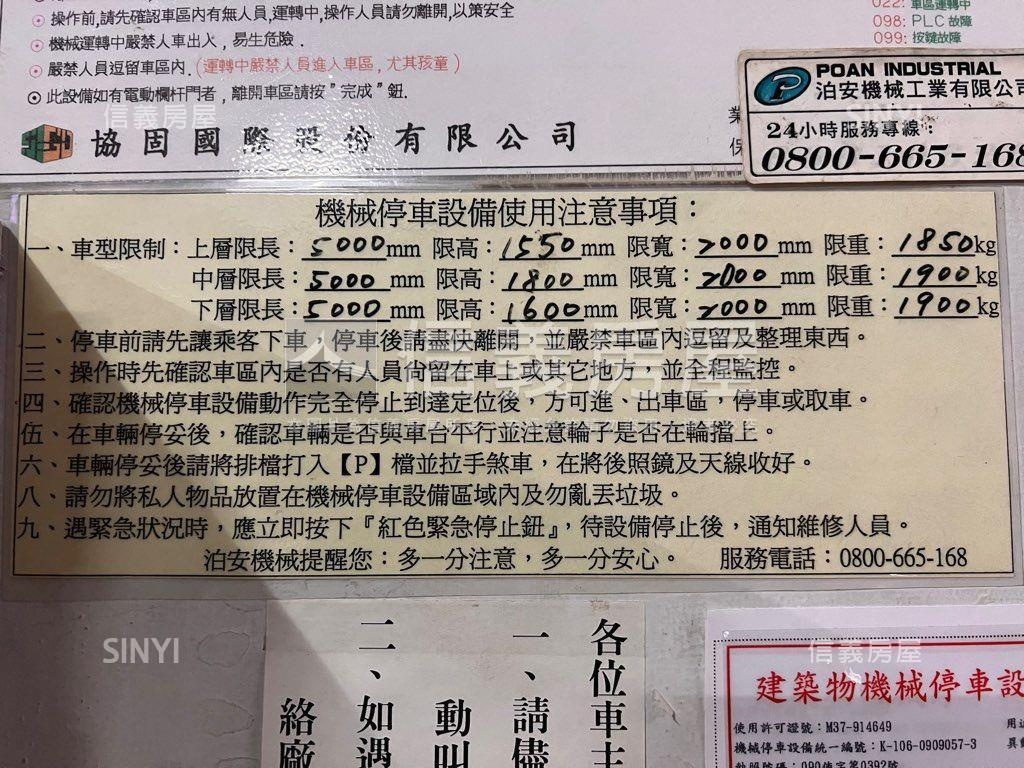 操作前,請先確認車區內有無人員,運轉中,操作人員請勿離開,以策安全
機械運轉中嚴禁人車出入,易生危險.
嚴禁人員逗留車區內.(運轉中嚴禁人員進入車區,尤其孩童)
此設備如有電動欄杆門者,離開車區請按"完成"鈕.
協固國際股份有限公司
022: 車區運轉中
098: PLC 故障
099: 按鍵故障
POAN INDUSTRIAL
泊安機械工業有限公司
24小時服務專線:
0800-665-168
機械停車設備使用注意事項:
一、車型限制:上層限長:5000mm 限高:1550mm 限寬:2000mm 限重:1850kg
中層限長:5000mm 限高:1800mm 限寬:2000mm 限重:1900kg
下層限長:5000mm 限高:1600mm 限寬:2000mm 限重:1900kg
二、停車前請先讓乘客下車,停車後請盡快離開,並嚴禁車區內逗留及整理東西。
三、操作時先確認車區內是否有人員佁留在車上或其它地方,並全程監控。
四、確認機械停車設備動作完全停止到達定位後,方可進、出車區,停車或取車。
伍、在車輛停妥後,確認車輛是否與車台平行並注意輪子是否在輪擋上。
六、車輛停妥後請將排檔打入【P】檔並拉手煞車,在將後照鏡及天線收好。
八、請勿將私人物品放置在機械停車設備區域內及勿亂丟垃圾。
九、遇緊急狀況時,應立即按下『紅色緊急停止鈕』,待設備停止後,通知維修人員。
泊安機械提醒您:多一分注意,多一分安心。 服務電話:0800-665-168
各位車主
一、請儘
動叫
二、如遇
絡廠
建築物機械停車設
使用許可證號:M37-914649
機械停車設備統一編號:K-106-0909057-3
信義房屋
SINYI
信義房屋
SINYI
信義房屋